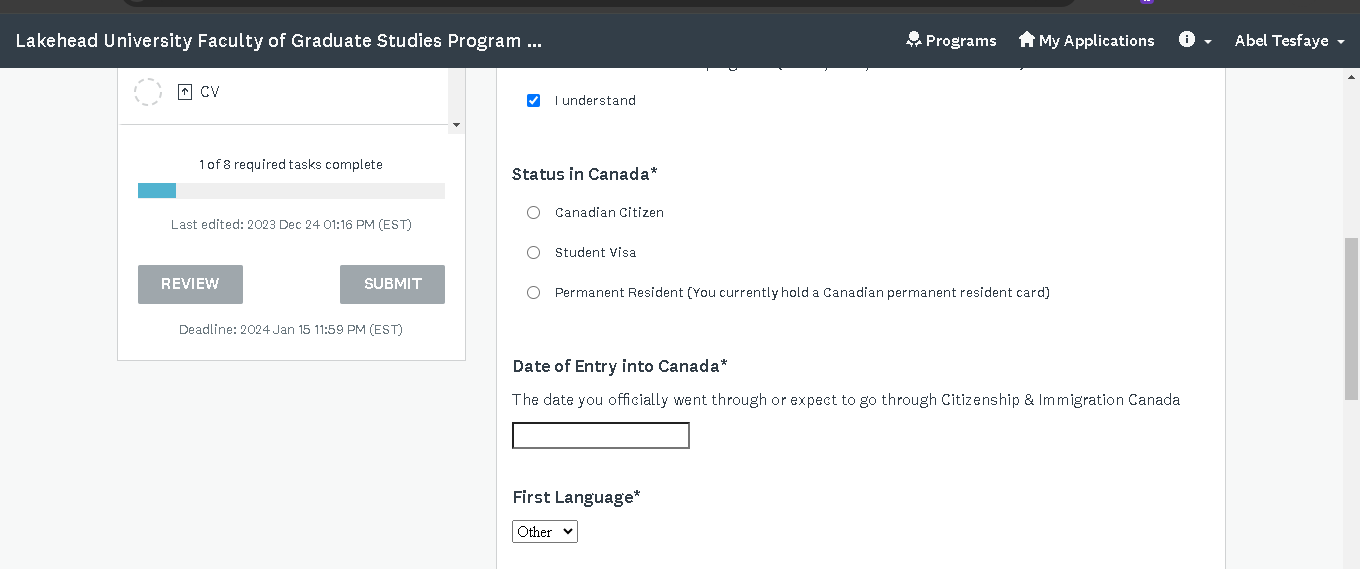 Lakehead University Faculty of Graduate Studies Program ...
Programs
My Applications
Abel Tesfaye
CV
1 of 8 required tasks complete
Last edited: 2023 Dec 24 01:16 PM (EST)
REVIEW
SUBMIT
Deadline: 2024 Jan 15 11:59 PM (EST)
I understand
Status in Canada*
Canadian Citizen
Student Visa
Permanent Resident (You currently hold a Canadian permanent resident card)
Date of Entry into Canada*
The date you officially went through or expect to go through Citizenship & Immigration Canada
First Language*
Other